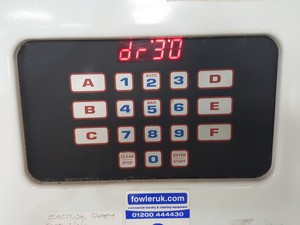 dr'30
A 1 AUTO 2 3 D
B 4 MAN 5 6 E
C 7 8 9 F
CLEAN STOP 0 ENTER START
fowleruk.com
commercial laundry & catering equipment
01200 444430